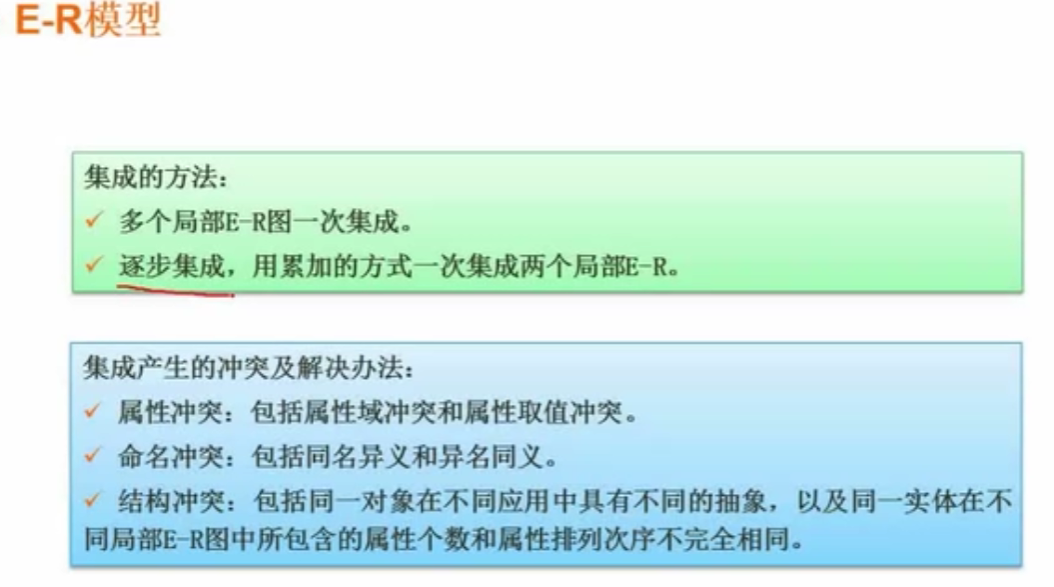 E-R模型
集成的方法：
✓ 多个局部E-R图一次集成。
✓ 逐步集成，用累加的方式一次集成两个局部E-R。
集成产生的冲突及解决办法：
✓ 属性冲突：包括属性域冲突和属性取值冲突。
✓ 命名冲突：包括同名异义和异名同义。
✓ 结构冲突：包括同一对象在不同应用中具有不同的抽象，以及同一实体在不
同局部E-R图中所包含的属性个数和属性排列次序不完全相同。